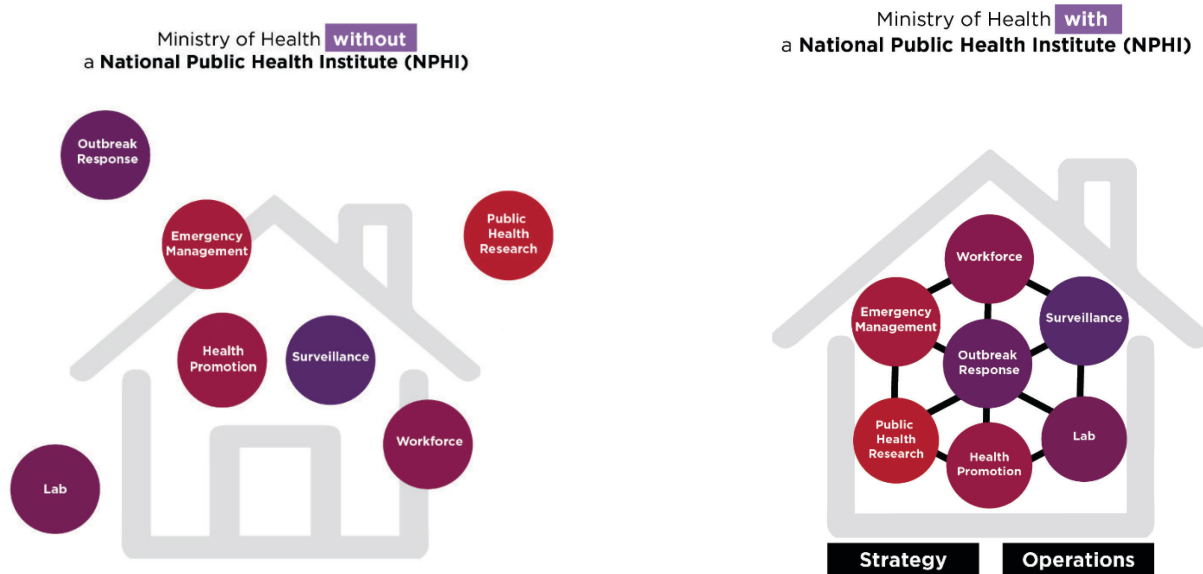 Ministry of Health without
a National Public Health Institute (NPHI)
Outbreak
Response
Emergency
Management
Public
Health
Research
Health
Promotion
Surveillance
Workforce
Lab
Ministry of Health with
a National Public Health Institute (NPHI)
Workforce
Emergency
Management
Surveillance
Outbreak
Response
Public
Health
Research
Health
Promotion
Lab
Strategy
Operations